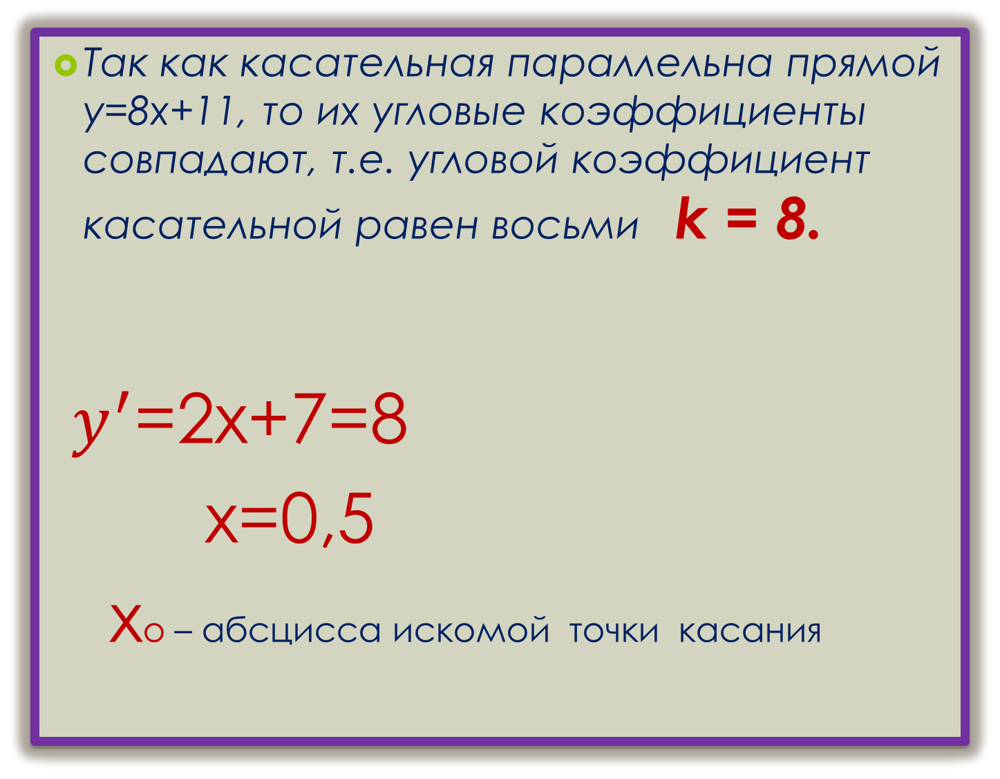 Так как касательная параллельна прямой
у=8х+11, то их угловые коэффициенты
совпадают, т.е. угловой коэффициент
касательной равен восьми k = 8.
y′=2х+7=8
х=0,5
Хо – абсцисса искомой точки касания